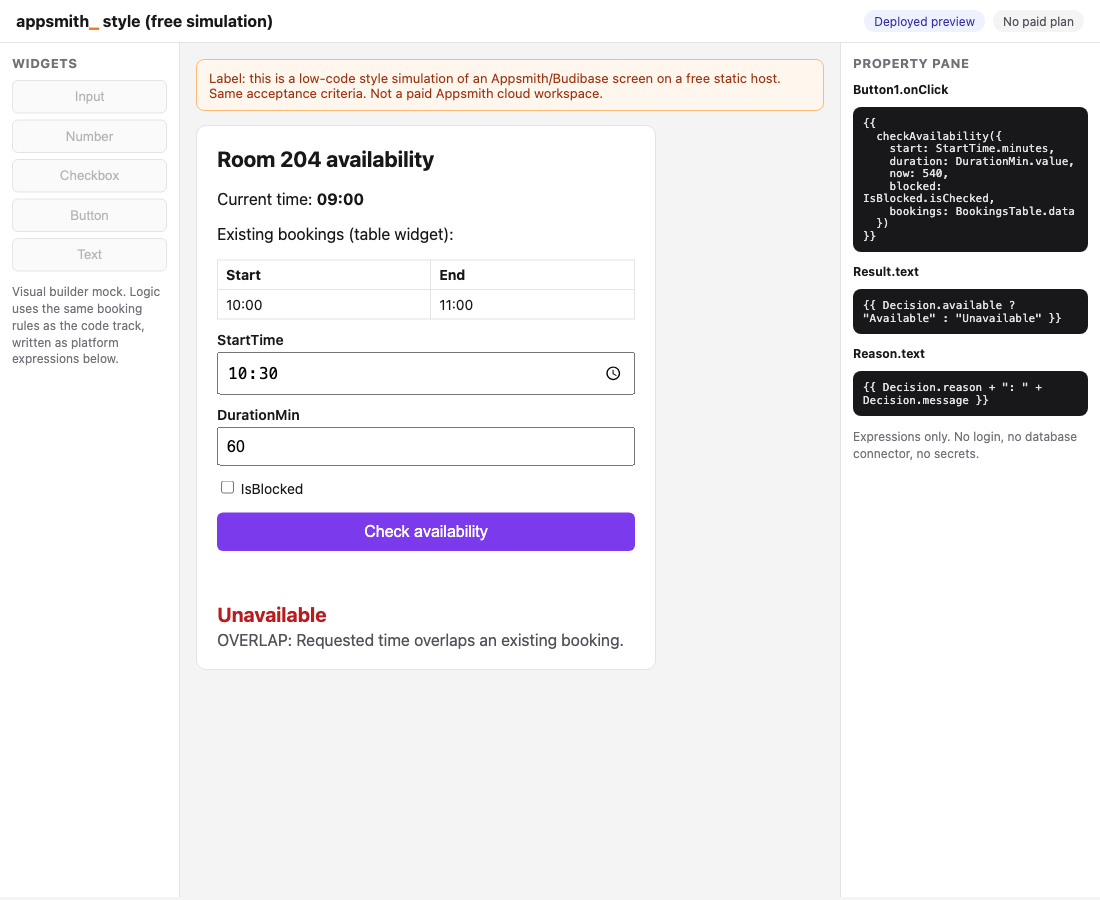 appsmith_ style (free simulation)
Deployed preview
No paid plan
WIDGETS
Input
Number
Checkbox
Button
Text
Visual builder mock. Logic
uses the same booking
rules as the code track,
written as platform
expressions below.
Label: this is a low-code style simulation of an Appsmith/Budibase screen on a free static host.
Same acceptance criteria. Not a paid Appsmith cloud workspace.
Room 204 availability
Current time: 09:00
Existing bookings (table widget):
Start End
10:00 11:00
StartTime
10:30
DurationMin
60
IsBlocked
Check availability
Unavailable
OVERLAP: Requested time overlaps an existing booking.
PROPERTY PANE
Button1.onClick
{{
checkAvailability({
start: StartTime.minutes,
duration: DurationMin.value,
now: 540,
blocked:
IsBlocked.isChecked,
bookings: BookingsTable.data
})
}}
Result.text
{{ Decision.available ?
"Available" : "Unavailable" }}
Reason.text
{{ Decision.reason + ": " +
Decision.message }}
Expressions only. No login, no database
connector, no secrets.